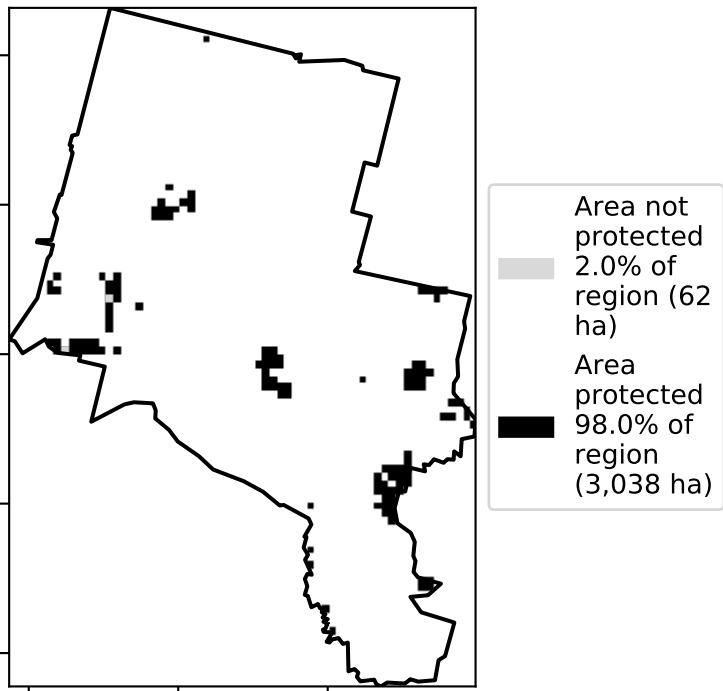 Area not
protected
2.0% of
region (62
ha)
Area
protected
98.0% of
region
(3,038 ha)